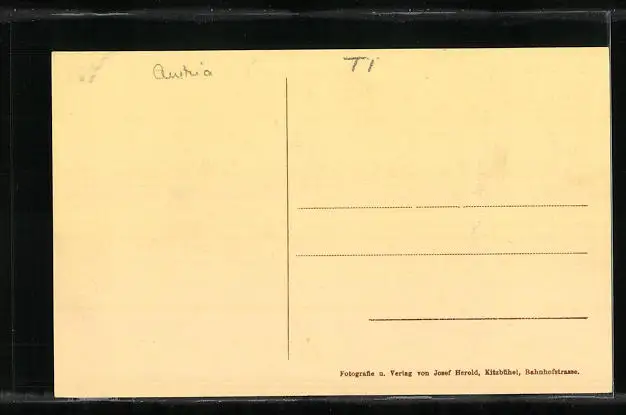 Austria
TI
Fotografie u. Verlag von Josef Herold, Kitzbühel, Bahnhofstrasse.